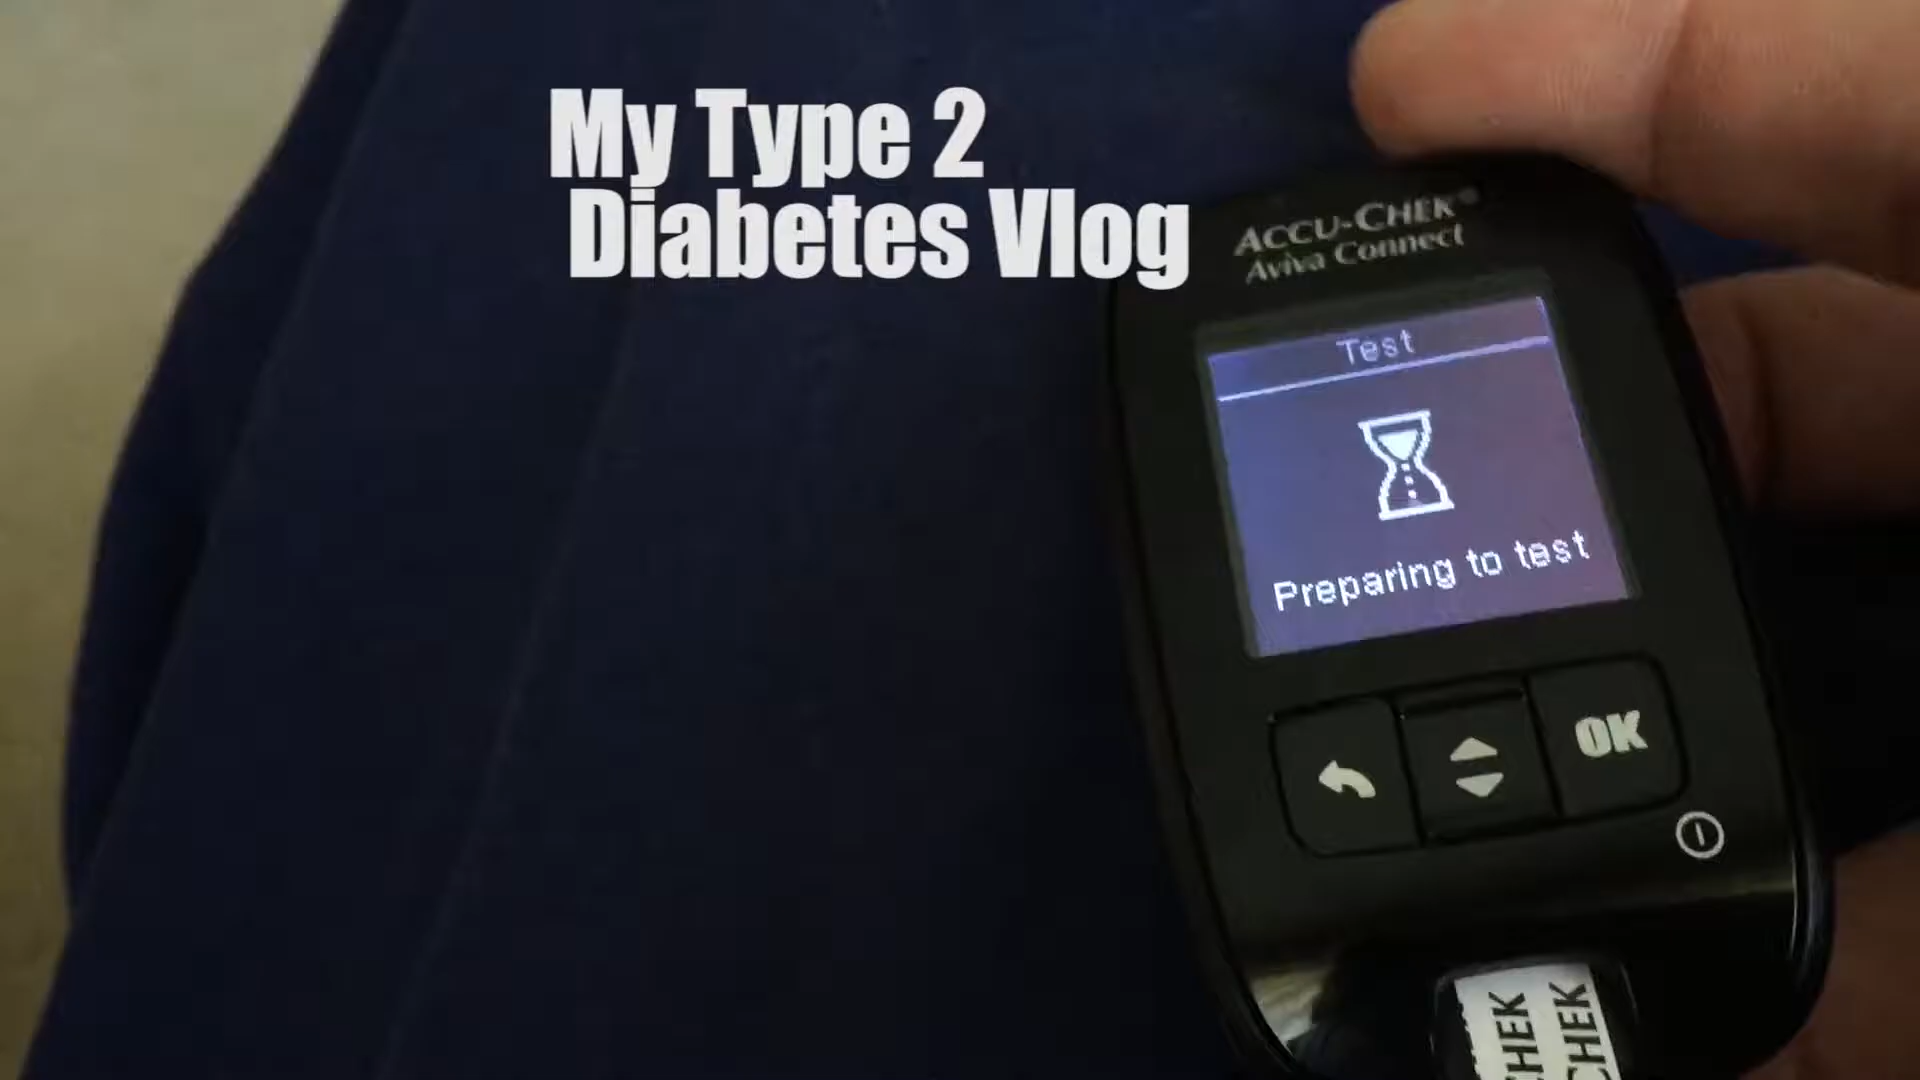 My Type 2
Diabetes Vlog
ACCU-CHEK®
Aviva Connect
Test
Preparing to test
OK
CHEK
CHEK